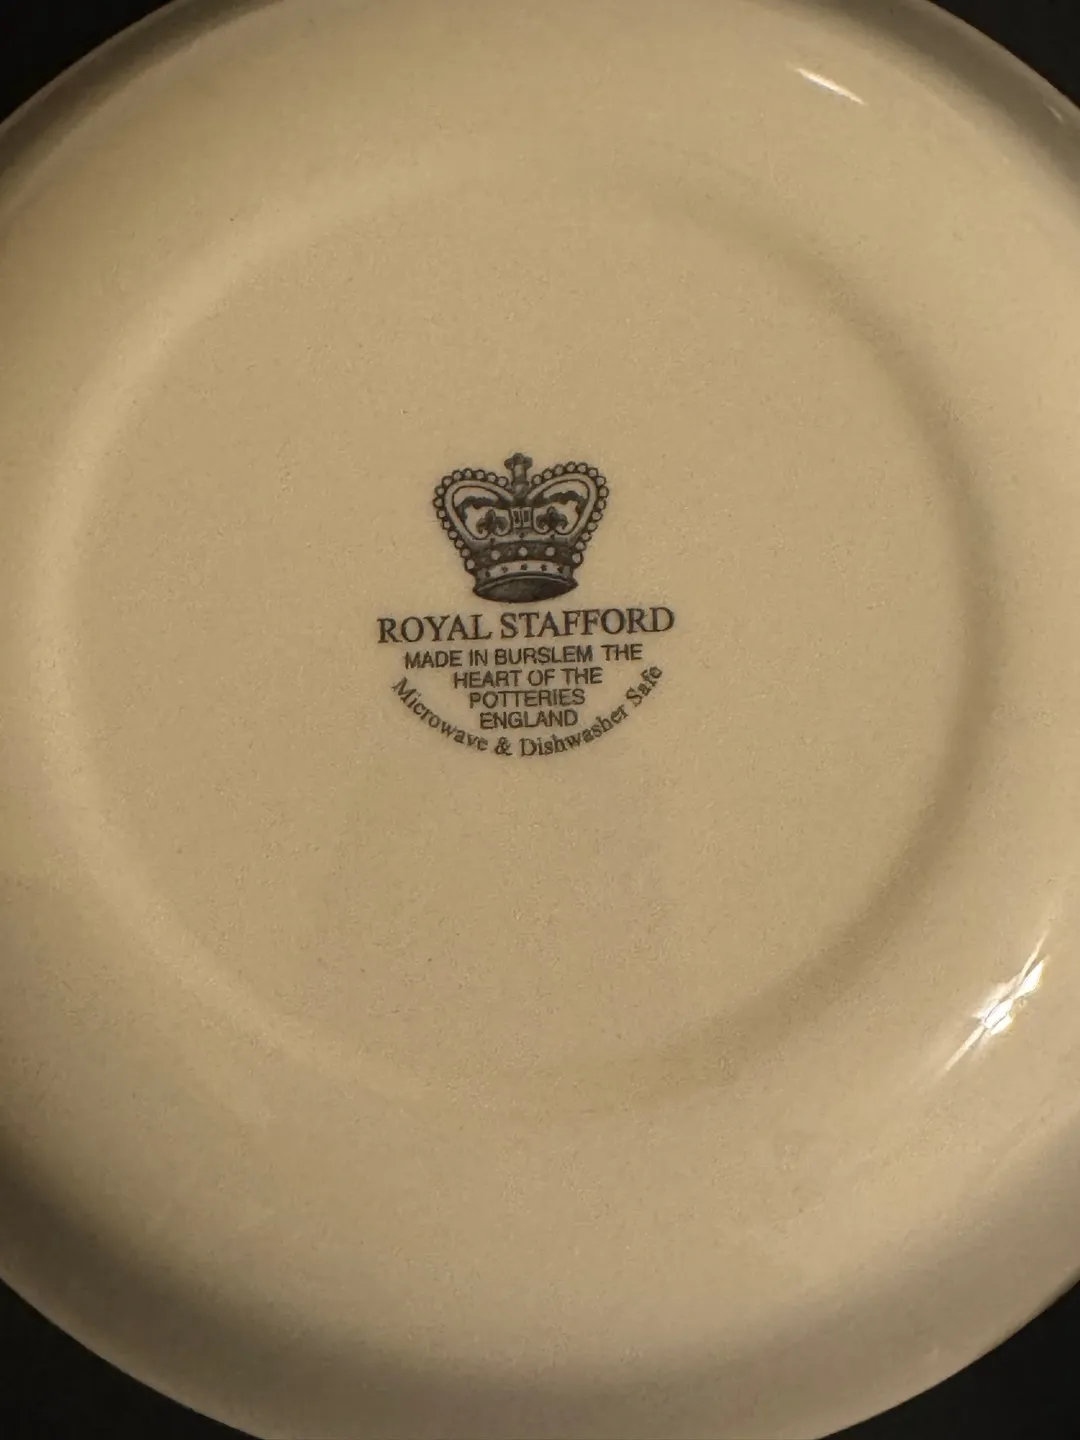 ROYAL STAFFORD
MADE IN BURSLEM THE
HEART OF THE
POTTERIES
ENGLAND
Microwave & Dishwasher Safe